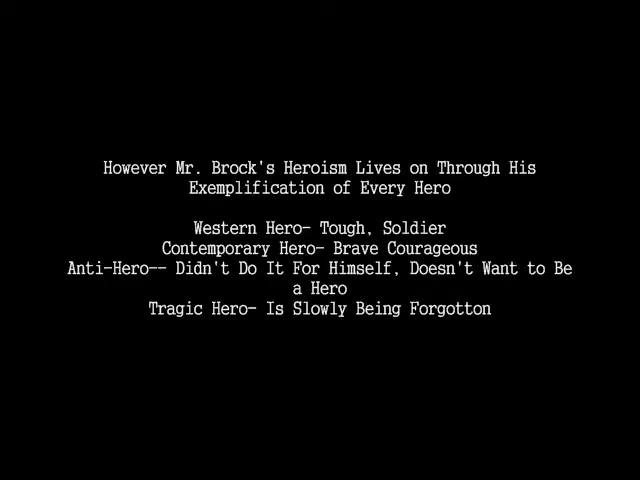 However Mr. Brock's Heroism Lives on Through His
Exemplification of Every Hero
Western Hero- Tough, Soldier
Contemporary Hero- Brave Courageous
Anti-Hero-- Didn't Do It For Himself, Doesn't Want to Be
a Hero
Tragic Hero- Is Slowly Being Forgotton